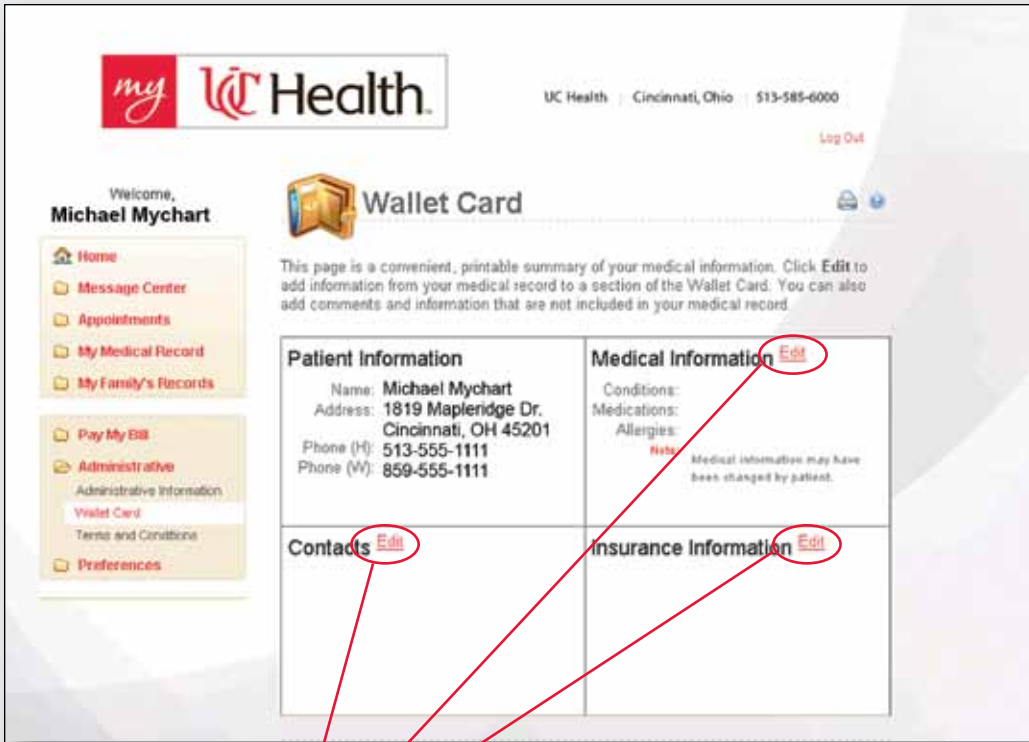 my UC Health™
UC Health | Cincinnati, Ohio | 513-585-6000
Log Out
Welcome,
Michael Mychart
Home
Message Center
Appointments
My Medical Record
My Family's Records
Pay My Bill
Administrative
Administrative Information
Wallet Card
Terms and Conditions
Preferences
Wallet Card
This page is a convenient, printable summary of your medical information. Click Edit to
add information from your medical record to a section of the Wallet Card. You can also
add comments and information that are not included in your medical record.
Patient Information
Name: Michael Mychart
Address: 1819 Mapleridge Dr.
Cincinnati, OH 45201
Phone (H): 513-555-1111
Phone (W): 859-555-1111
Medical Information Edit
Conditions:
Medications:
Allergies:
Note: Medical information may have
been changed by patient.
Contacts Edit
Insurance Information Edit